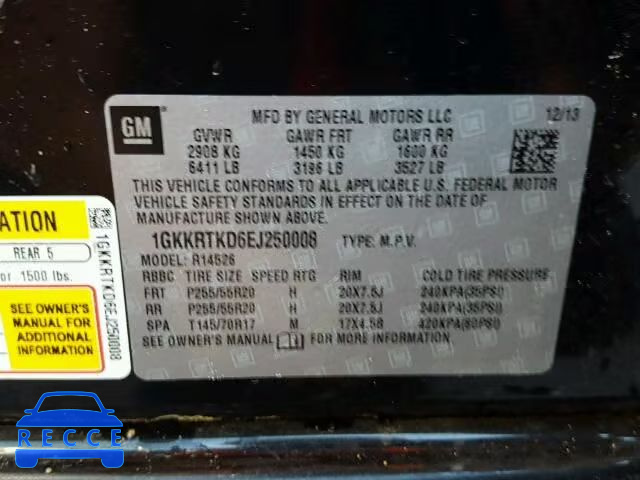 GM
MFD BY GENERAL MOTORS LLC 12/13
GVWR GAWR FRT GAWR RR
2908 KG 1450 KG 1600 KG
6411 LB 3196 LB 3527 LB
THIS VEHICLE CONFORMS TO ALL APPLICABLE U.S. FEDERAL MOTOR
VEHICLE SAFETY STANDARDS IN EFFECT ON THE DATE OF
MANUFACTURE SHOWN ABOVE.
1GKKRTKD6EJ250008 TYPE: M.P.V.
MODEL: R14526
RBBC TIRE SIZE SPEED RTG RIM COLD TIRE PRESSURE
FRT P255/55R20 H 20X7.5J 240KPA(35PSI)
RR P255/55R20 H 20X7.5J 240KPA(35PSI)
SPA T145/70R17 M 17X4.5B 420KPA(60PSI)
SEE OWNER'S MANUAL FOR MORE INFORMATION.
ATION
REAR 5
or 1500 lbs.
SEE OWNER'S
MANUAL FOR
ADDITIONAL
INFORMATION
1GKKRTKD6EJ250008
RECCE